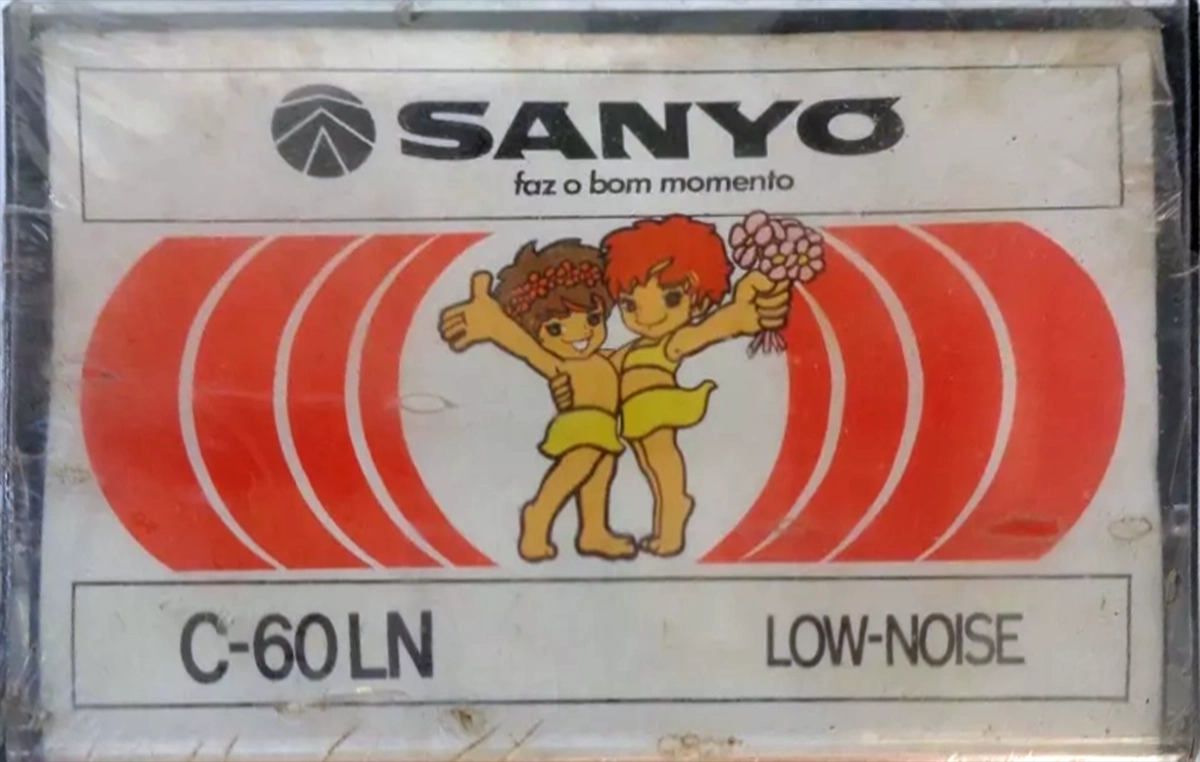 SANYO
faz o bom momento
C-60 LN LOW-NOISE